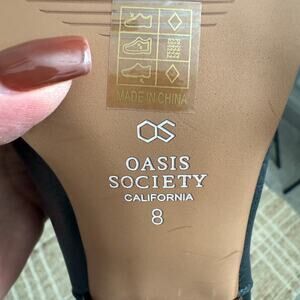 MADE IN CHINA
OS
OASIS
SOCIETY
CALIFORNIA
8